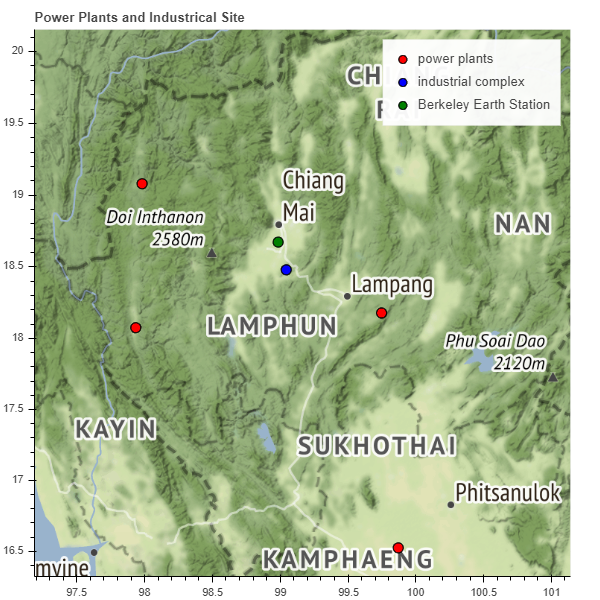 Power Plants and Industrical Site
power plants
industrial complex
Berkeley Earth Station
20
19.5
19
18.5
18
17.5
17
16.5
CH
RA
Chiang
Mai
Doi Inthanon
2580m
NAN
Lampang
LAMPHUN
Phu Soai Dao
2120m
KAYIN
SUKHOTHAI
Phitsanulok
KAMPHAENG
mvine
97.5
98
98.5
99
99.5
100
100.5
101